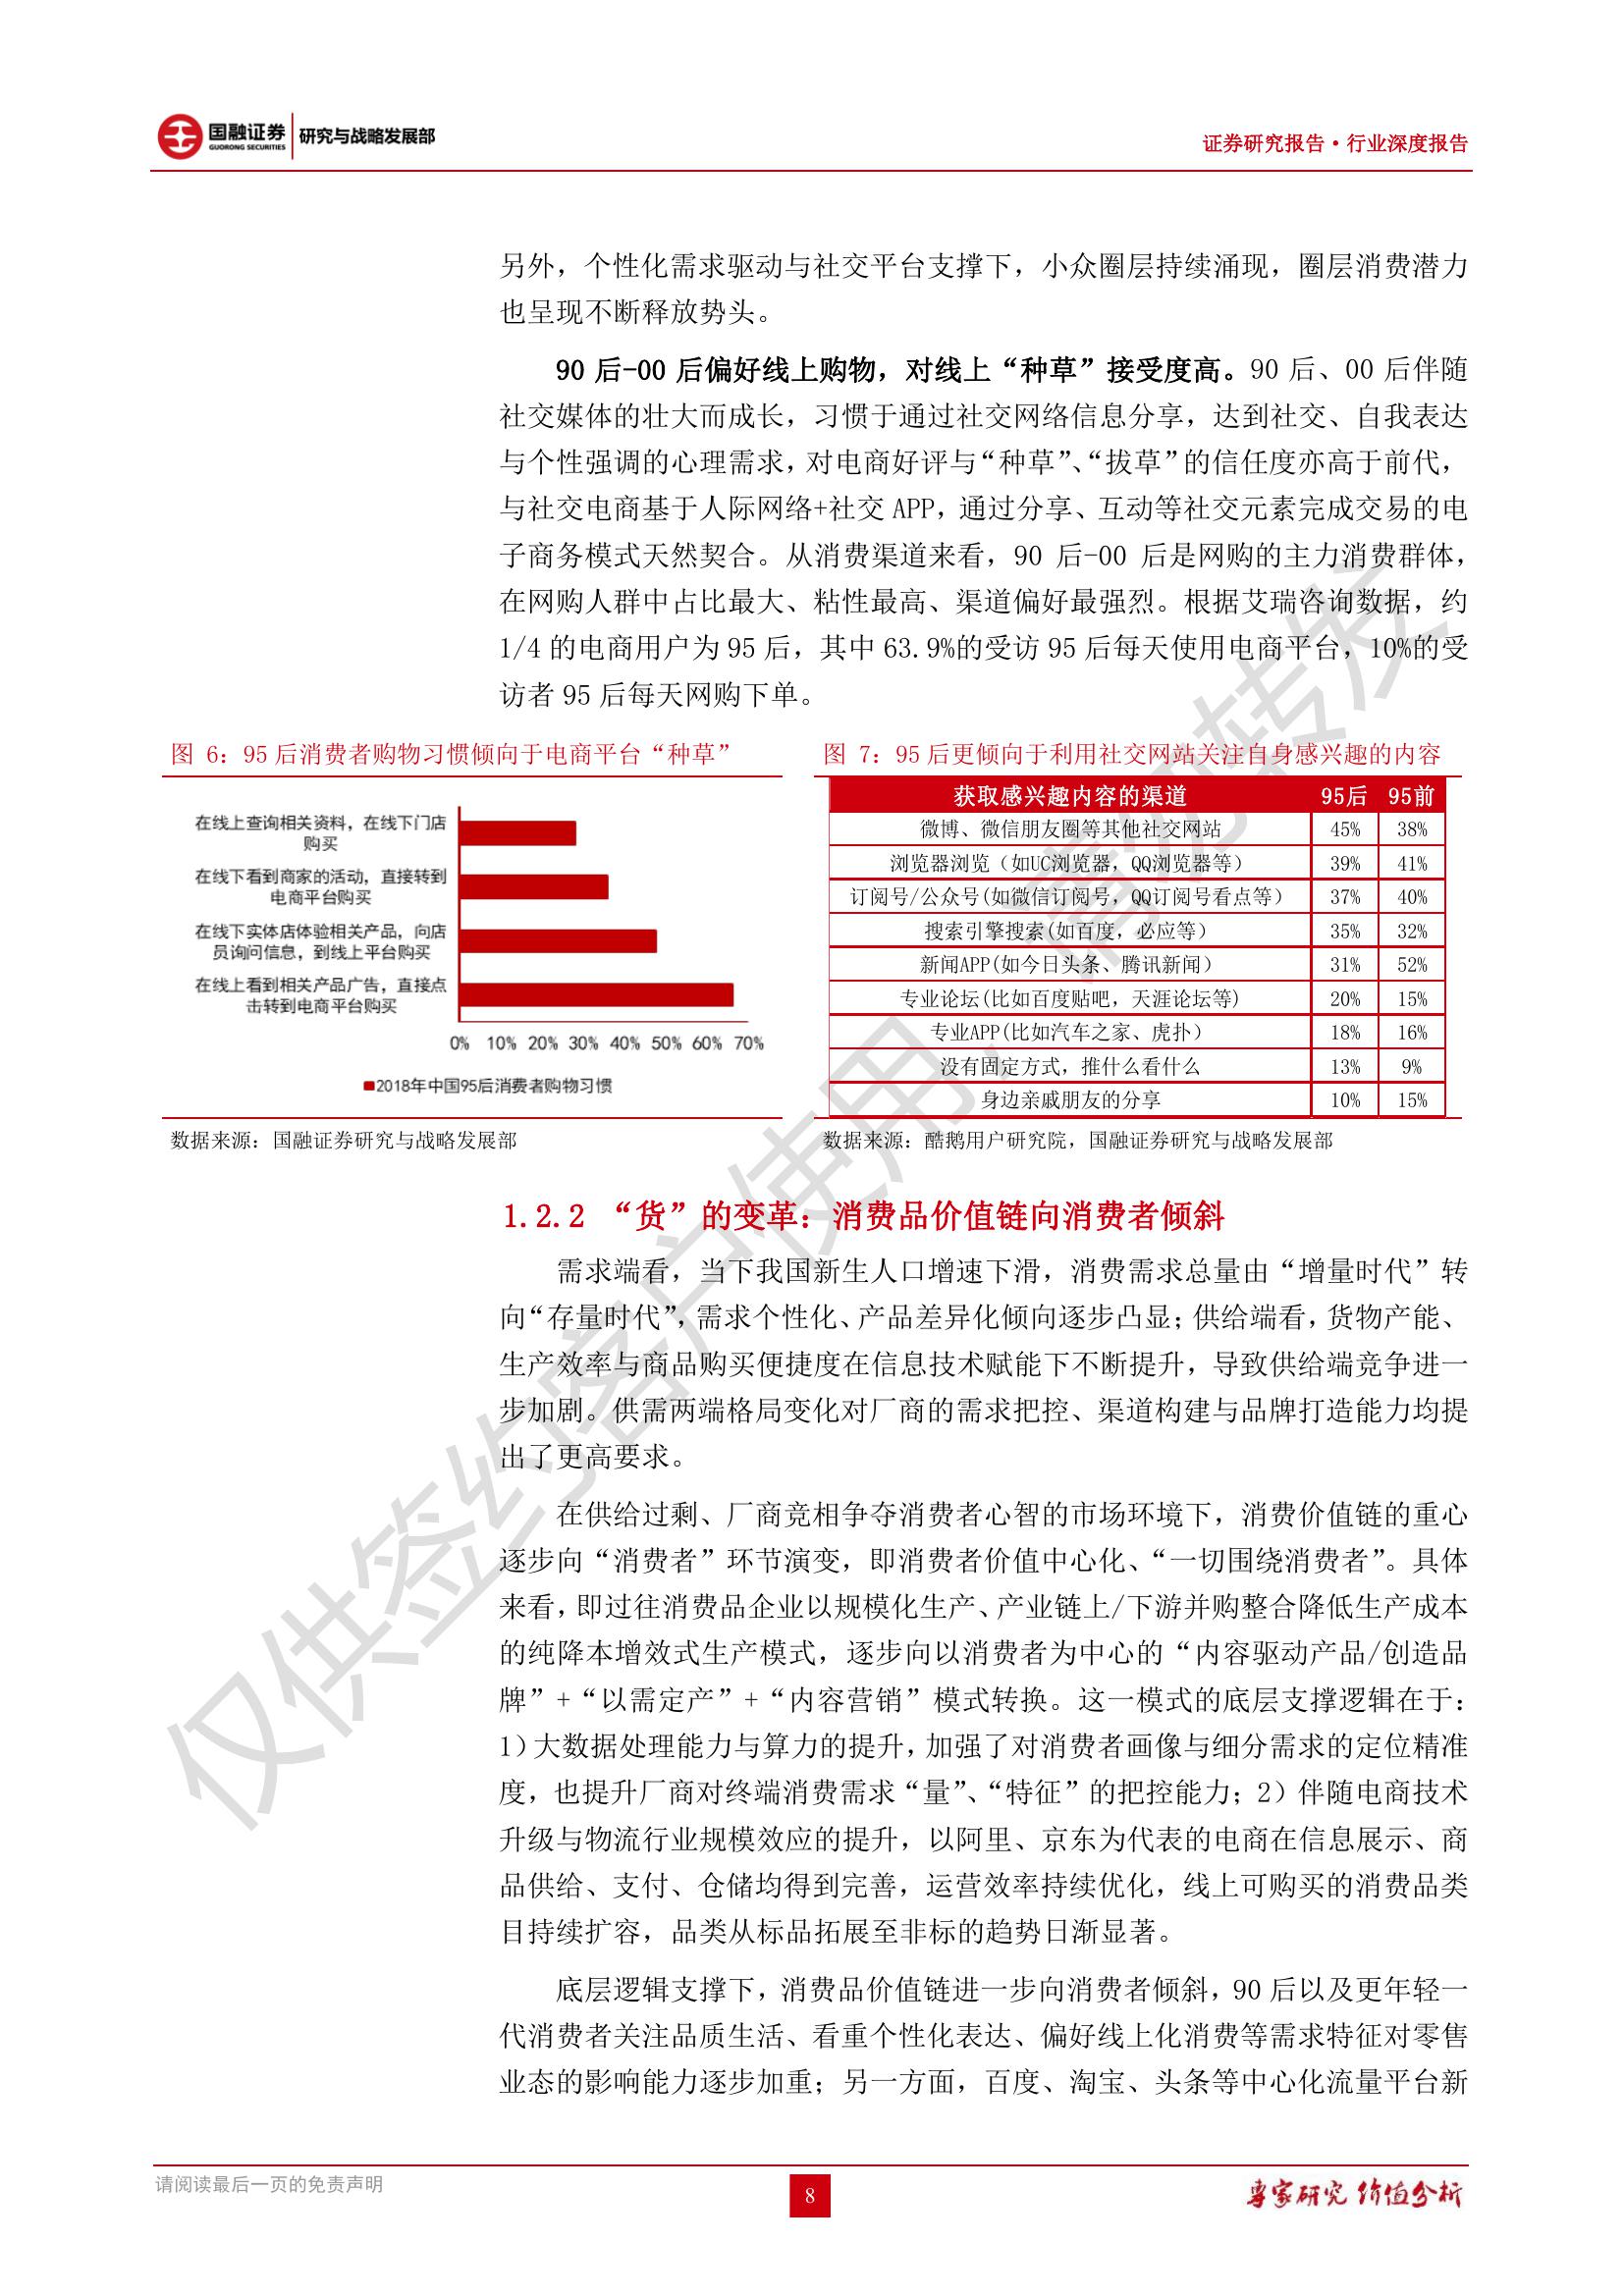 国融证券
GUORONG SECURITIES
研究与战略发展部
证券研究报告·行业深度报告
另外，个性化需求驱动与社交平台支撑下，小众圈层持续涌现，圈层消费潜力
也呈现不断释放势头。
90 后-00 后偏好线上购物，对线上“种草”接受度高。90 后、00 后伴随
社交媒体的壮大而成长，习惯于通过社交网络信息分享，达到社交、自我表达
与个性强调的心理需求，对电商好评与“种草”、“拔草”的信任度亦高于前代，
与社交电商基于人际网络+社交 APP，通过分享、互动等社交元素完成交易的电
子商务模式天然契合。从消费渠道来看，90 后-00 后是网购的主力消费群体，
在网购人群中占比最大、粘性最高、渠道偏好最强烈。根据艾瑞咨询数据，约
1/4 的电商用户为 95 后，其中 63.9%的受访 95 后每天使用电商平台，10%的受
访者 95 后每天网购下单。
图 6：95 后消费者购物习惯倾向于电商平台“种草”
在线上查询相关资料，在线下门店
购买
在线下看到商家的活动，直接转到
电商平台购买
在线下实体店体验相关产品，向店
员询问信息，到线上平台购买
在线上看到相关产品广告，直接点
击转到电商平台购买
0% 10% 20% 30% 40% 50% 60% 70%
2018年中国95后消费者购物习惯
数据来源：国融证券研究与战略发展部
图 7：95 后更倾向于利用社交网站关注自身感兴趣的内容
获取感兴趣内容的渠道 95后 95前
微博、微信朋友圈等其他社交网站 45% 38%
浏览器浏览（如UC浏览器，QQ浏览器等） 39% 41%
订阅号/公众号(如微信订阅号，QQ订阅号看点等） 37% 40%
搜索引擎搜索(如百度，必应等） 35% 32%
新闻APP(如今日头条、腾讯新闻） 31% 52%
专业论坛(比如百度贴吧，天涯论坛等) 20% 15%
专业APP(比如汽车之家、虎扑） 18% 16%
没有固定方式，推什么看什么 13% 9%
身边亲戚朋友的分享 10% 15%
数据来源：酷鹅用户研究院，国融证券研究与战略发展部
1.2.2 “货”的变革：消费品价值链向消费者倾斜
需求端看，当下我国新生人口增速下滑，消费需求总量由“增量时代”转
向“存量时代”，需求个性化、产品差异化倾向逐步凸显；供给端看，货物产能、
生产效率与商品购买便捷度在信息技术赋能下不断提升，导致供给端竞争进一
步加剧。供需两端格局变化对厂商的需求把控、渠道构建与品牌打造能力均提
出了更高要求。
在供给过剩、厂商竞相争夺消费者心智的市场环境下，消费价值链的重心
逐步向“消费者”环节演变，即消费者价值中心化、“一切围绕消费者”。具体
来看，即过往消费品企业以规模化生产、产业链上/下游并购整合降低生产成本
的纯降本增效式生产模式，逐步向以消费者为中心的“内容驱动产品/创造品
牌”+“以需定产”+“内容营销”模式转换。这一模式的底层支撑逻辑在于：
1）大数据处理能力与算力的提升，加强了对消费者画像与细分需求的定位精准
度，也提升厂商对终端消费需求“量”、“特征”的把控能力；2）伴随电商技术
升级与物流行业规模效应的提升，以阿里、京东为代表的电商在信息展示、商
品供给、支付、仓储均得到完善，运营效率持续优化，线上可购买的消费品类
目持续扩容，品类从标品拓展至非标的趋势日渐显著。
底层逻辑支撑下，消费品价值链进一步向消费者倾斜，90 后以及更年轻一
代消费者关注品质生活、看重个性化表达、偏好线上化消费等需求特征对零售
业态的影响能力逐步加重；另一方面，百度、淘宝、头条等中心化流量平台新
仅供签约客户使用，请勿转发
请阅读最后一页的免责声明
8
专家研究 价值分析